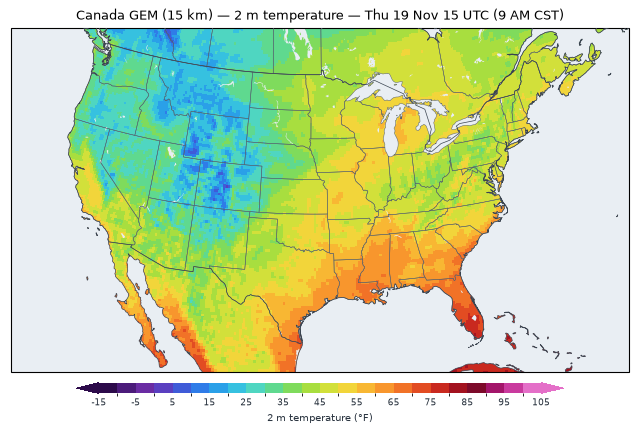 Canada GEM (15 km) — 2 m temperature — Thu 19 Nov 15 UTC (9 AM CST)
-15 -5 5 15 25 35 45 55 65 75 85 95 105
2 m temperature (°F)